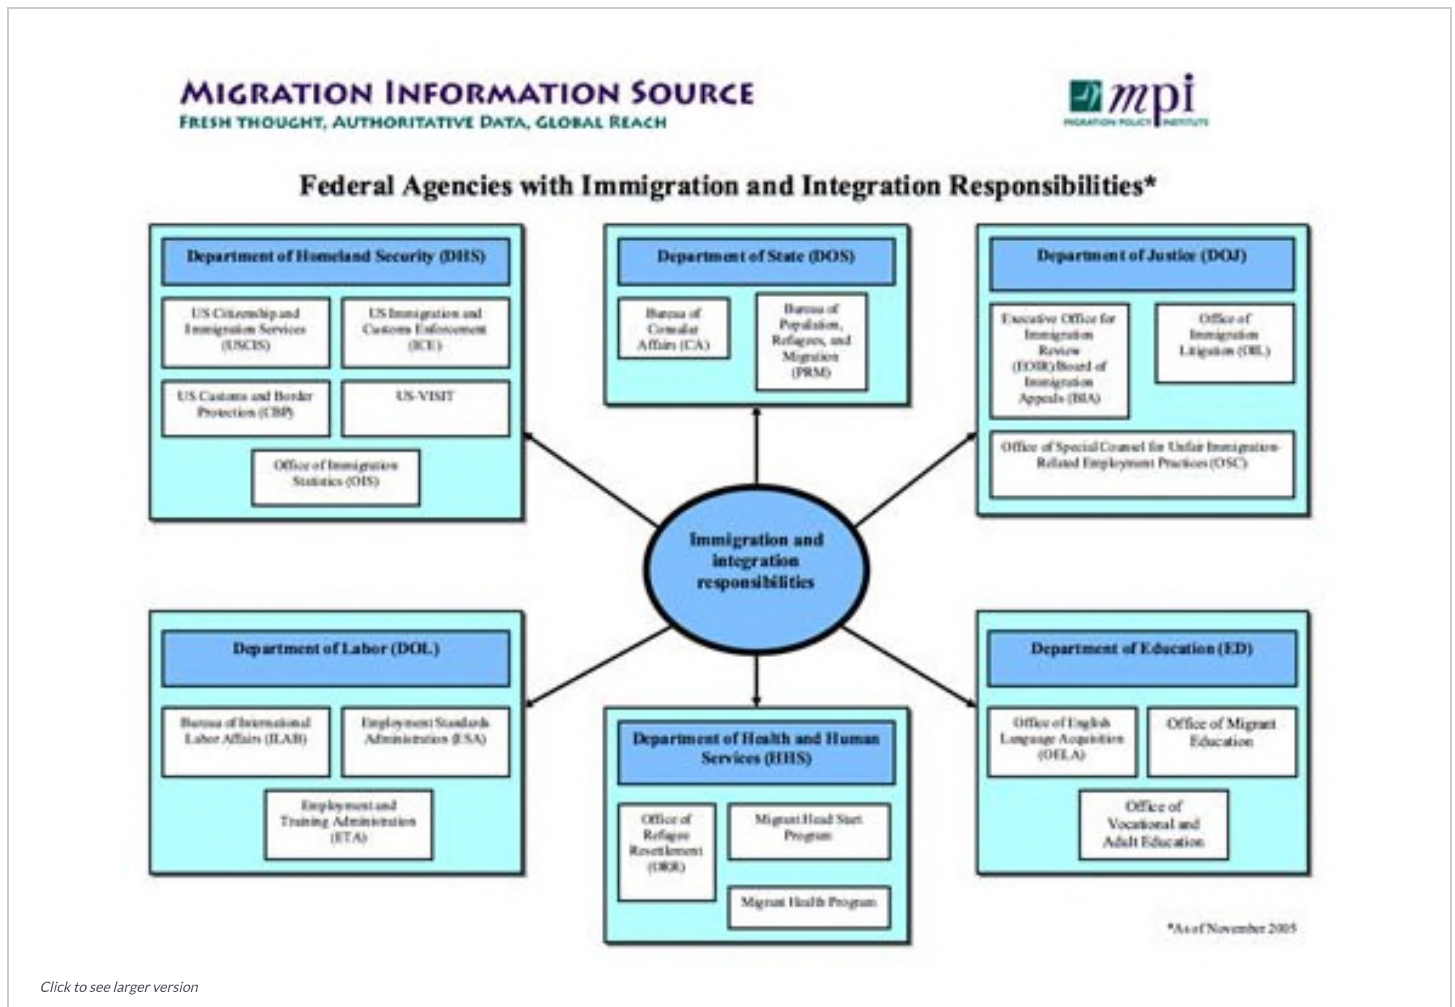 MIGRATION INFORMATION SOURCE
FRESH THOUGHT, AUTHORITATIVE DATA, GLOBAL REACH
mpi
MIGRATION POLICY INSTITUTE
Federal Agencies with Immigration and Integration Responsibilities*
Department of Homeland Security (DHS)
US Citizenship and
Immigration Services
(USCIS)
US Immigration and
Customs Enforcement
(ICE)
US Customs and Border
Protection (CBP)
US-VISIT
Office of Immigration
Statistics (OIS)
Department of State (DOS)
Bureau of
Consular
Affairs (CA)
Bureau of
Population,
Refugees, and
Migration
(PRM)
Department of Justice (DOJ)
Executive Office for
Immigration
Review
(EOIR)/Board of
Immigration
Appeals (BIA)
Office of
Immigration
Litigation (OIL)
Office of Special Counsel for Unfair Immigration-
Related Employment Practices (OSC)
Immigration and
integration
responsibilities
Department of Labor (DOL)
Bureau of International
Labor Affairs (ILAB)
Employment Standards
Administration (ESA)
Employment and
Training Administration
(ETA)
Department of Health and Human
Services (HHS)
Office of
Refugee
Resettlement
(ORR)
Migrant Head Start
Program
Migrant Health Program
Department of Education (ED)
Office of English
Language Acquisition
(OELA)
Office of Migrant
Education
Office of
Vocational and
Adult Education
*As of November 2005
Click to see larger version